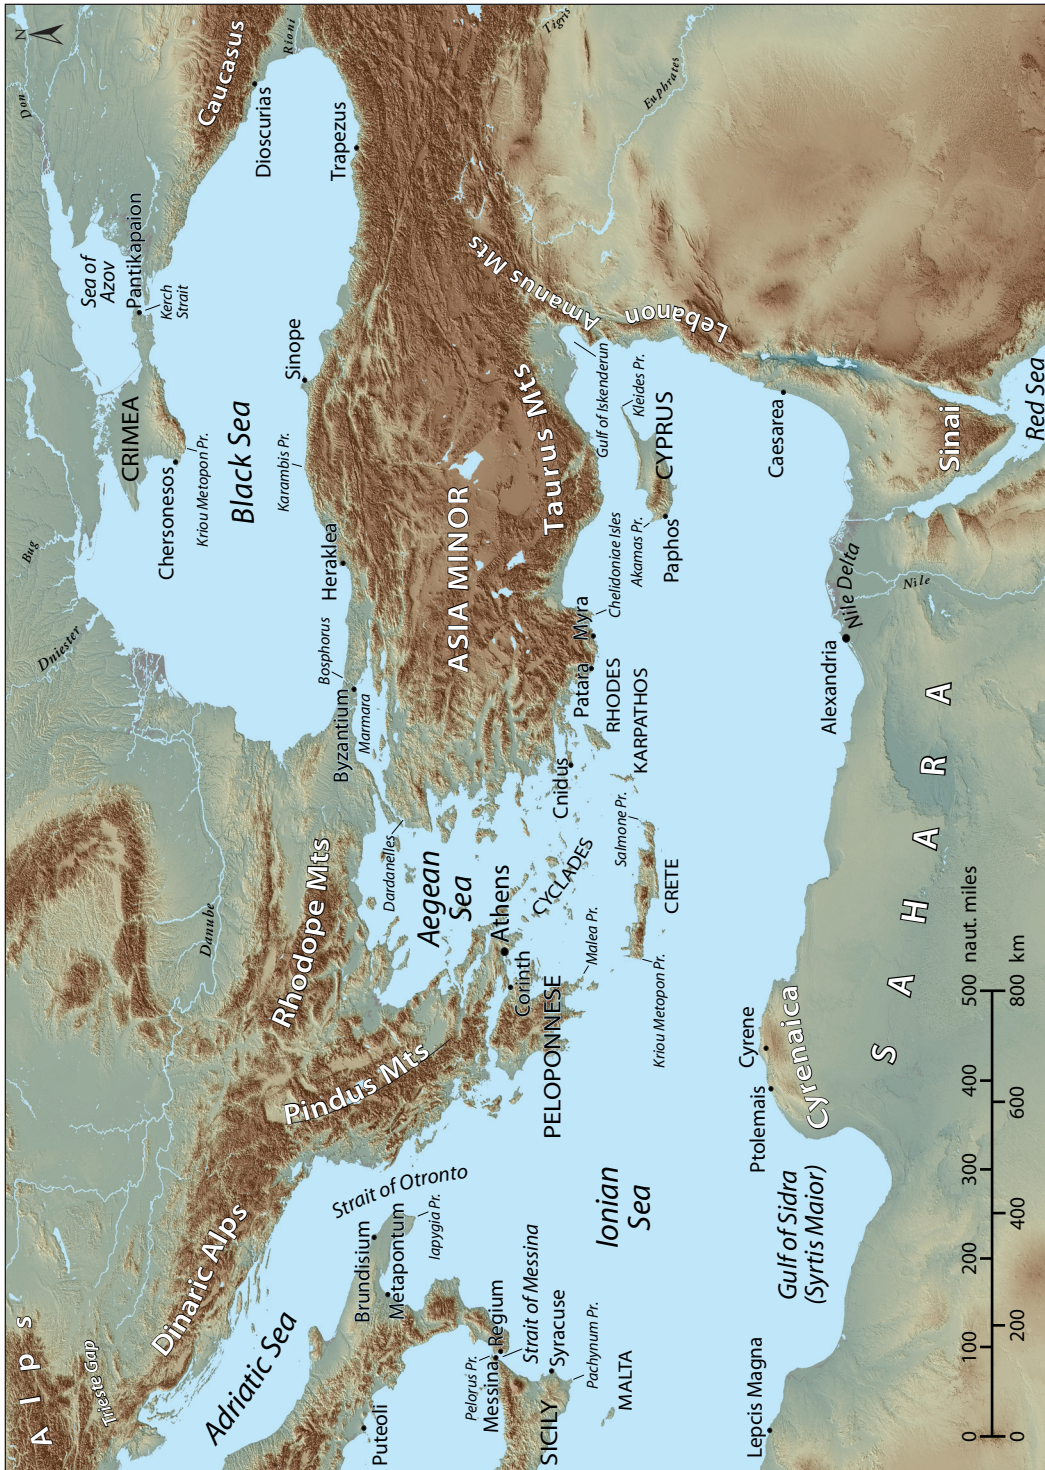 N
Don
Caucasus
Rioni
Tigris
Dioscurias
Trapezus
Euphrates
Sea of
Azov
Pantikapaion
Kerch
Strait
CRIMEA
Chersonesos
Kriou Metopon Pr.
Black Sea
Sinope
Karambis Pr.
Heraklea
Bug
Dniester
Bosphorus
Byzantium
Marmara
ASIA MINOR
Taurus Mts
Amanus Mts
Lebanon
Gulf of Iskenderun
Kleides Pr.
CYPRUS
Akamas Pr.
Paphos
Chelidoniae Isles
Myra
Patara
RHODES
KARPATHOS
Cnidus
Caesarea
Sinai
Red Sea
Nile Delta
Nile
Alexandria
SAHARA
Danube
Rhodope Mts
Dardanelles
Aegean
Sea
Athens
Corinth
CYCLADES
Salmone Pr.
CRETE
Malea Pr.
Kriou Metopon Pr.
PELOPONNESE
Pindus Mts
Cyrene
Ptolemais
Cyrenaica
Alps
Trieste Gap
Dinaric Alps
Adriatic Sea
Strait of Otronto
Brundisium
Metapontum
Iapygia Pr.
Ionian
Sea
Gulf of Sidra
(Syrtis Maior)
Puteoli
Pelorus Pr.
Messina
Regium
Strait of Messina
Syracuse
SICILY
Pachynum Pr.
MALTA
Lepcis Magna
0 100 200 300 400 500 naut. miles
0 200 400 600 800 km